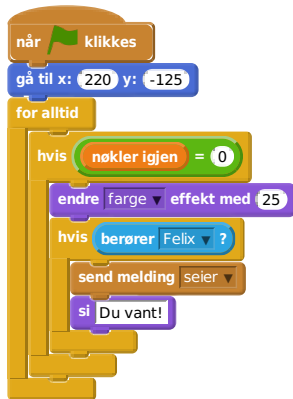 når klikkes
gå til x: 220 y: -125
for alltid
hvis nøkler igjen = 0
endre farge effekt med 25
hvis berører Felix ?
send melding seier
si Du vant!